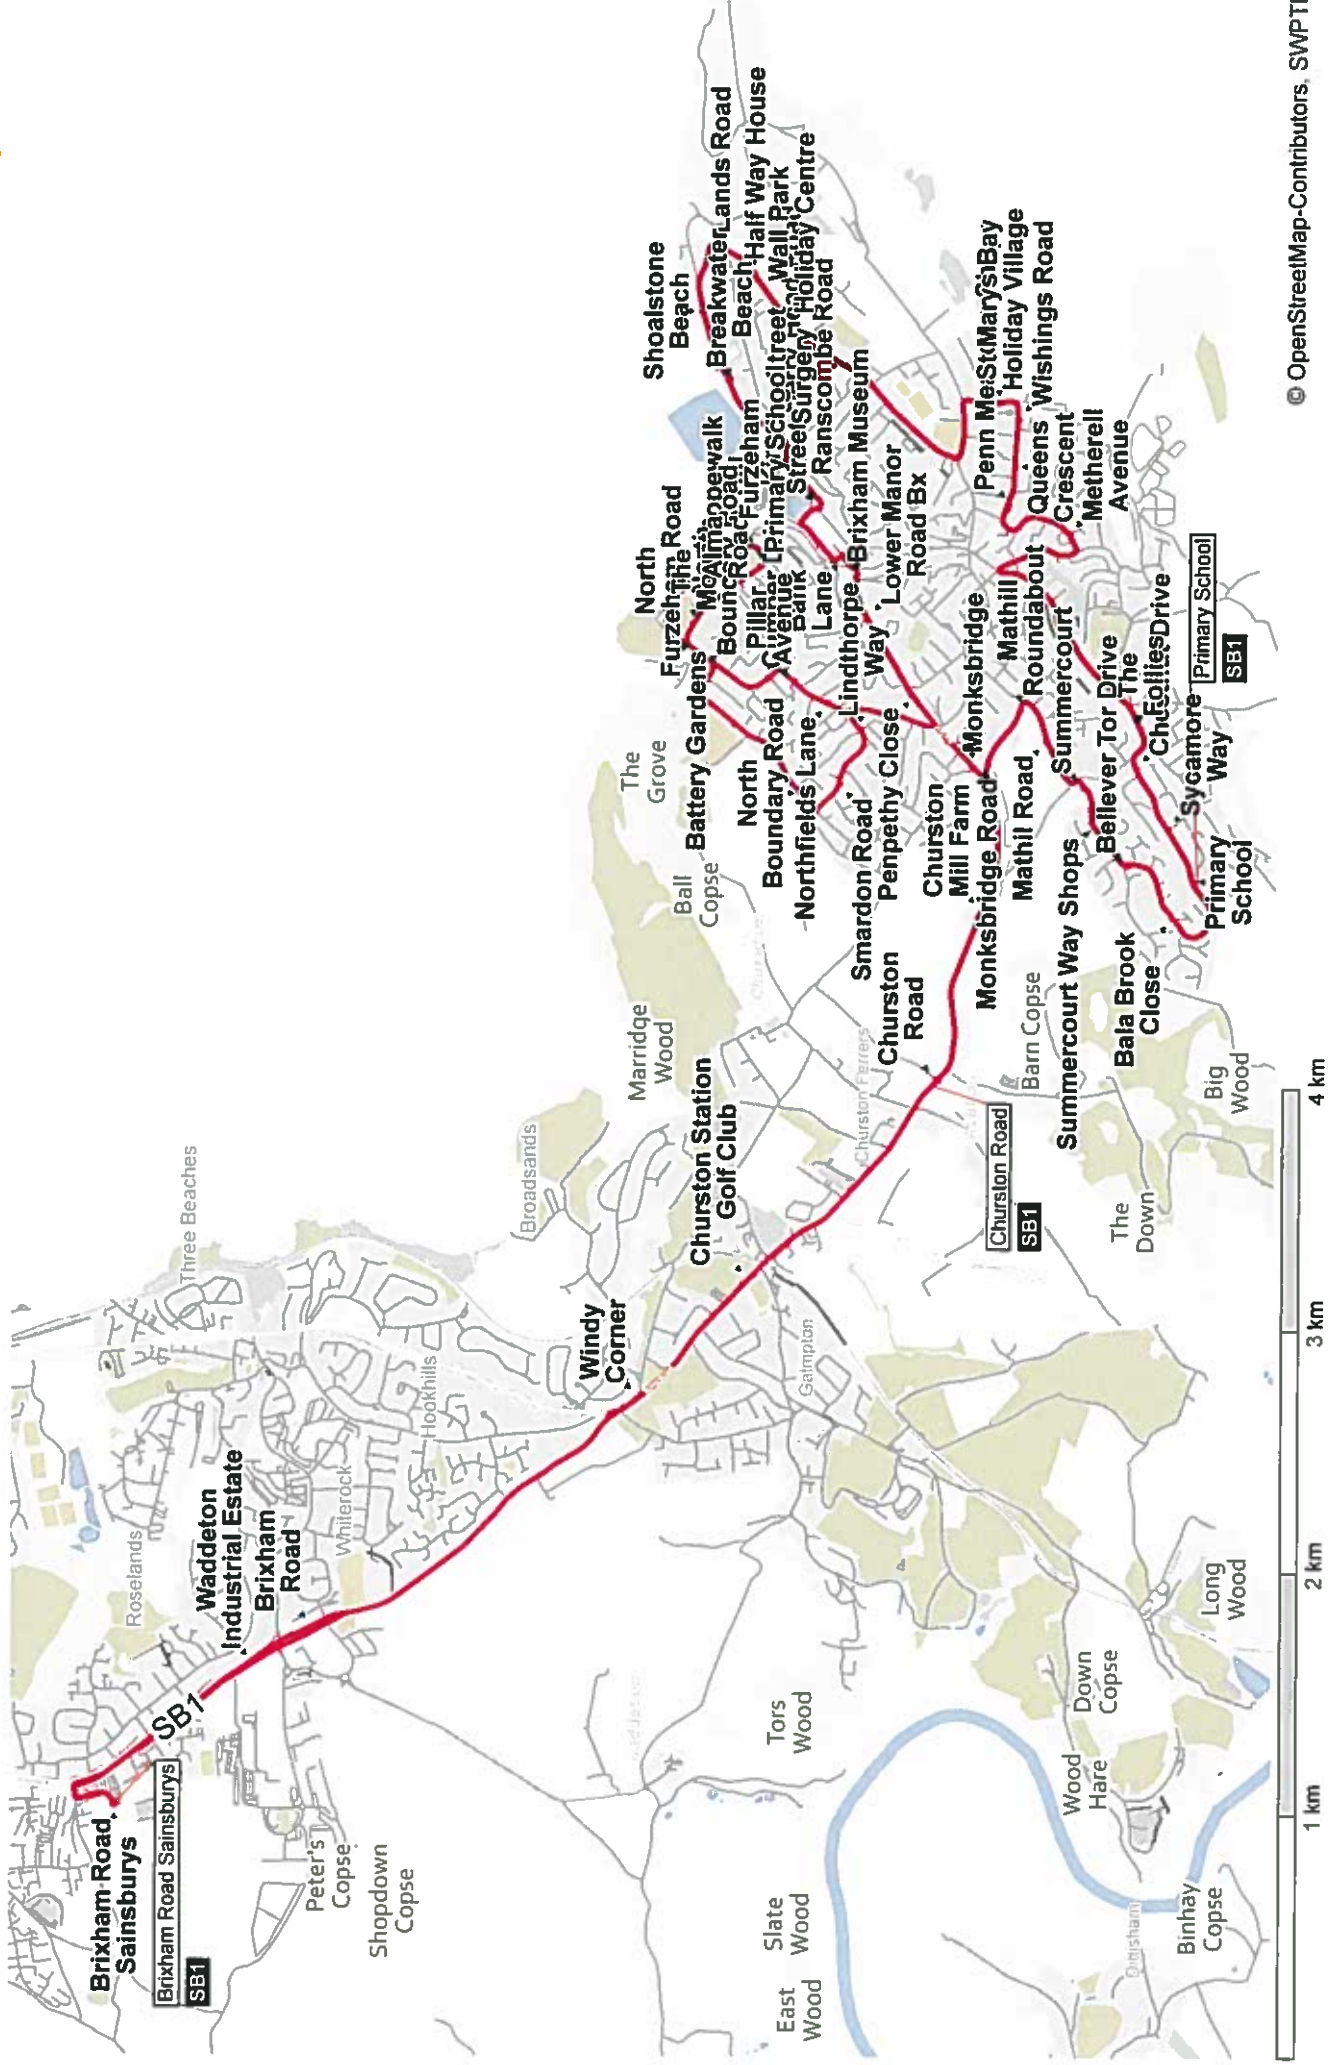 Three Beaches
Roselands
Waddeton
Industrial Estate
Brixham
Road
Whiterock
Hookhills
SB1
Brixham Road
Sainsburys
Brixham Road Sainsburys
SB1
Peter's
Copse
Shopdown
Copse
Broadsands
Windy
Corner
Marridge
Wood
Churston Station
Golf Club
Galmpton
Churston Ferrers
The
Grove
Ball
Copse
Churston
Road
Churston Road
SB1
Barn Copse
The
Down
Big
Wood
Shoalstone
Beach
Breakwater
Beach
Lands Road
Half Way House
Wall Park
Holiday Centre
Ranscombe Road
Surgery
Street
Furzeham
Primary School
North
Furzeham Road
The
Battery Gardens
North
Boundary Road
Northfields Lane
Pillar
Avenue
Lane
Brixham Museum
Lindthorpe
Way
Lower Manor
Road Bx
Smardon Road
Penpethy Close
Churston
Mill Farm
Monksbridge
Monksbridge Road
Mathill
Roundabout
Mathil Road
Summercourt
Summercourt Way Shops
Bellever Tor Drive
Bala Brook
Close
St Mary's Bay
Holiday Village
Wishings Road
Queens
Crescent
Metherell
Avenue
The
Follies
Drive
Sycamore
Way
Primary
School
Primary School
SB1
Tors
Wood
Slate
Wood
East
Wood
Down
Copse
Wood
Hare
Long
Wood
Dittisham
Binhay
Copse
1 km
2 km
3 km
4 km
© OpenStreetMap-Contributors, SWPTI